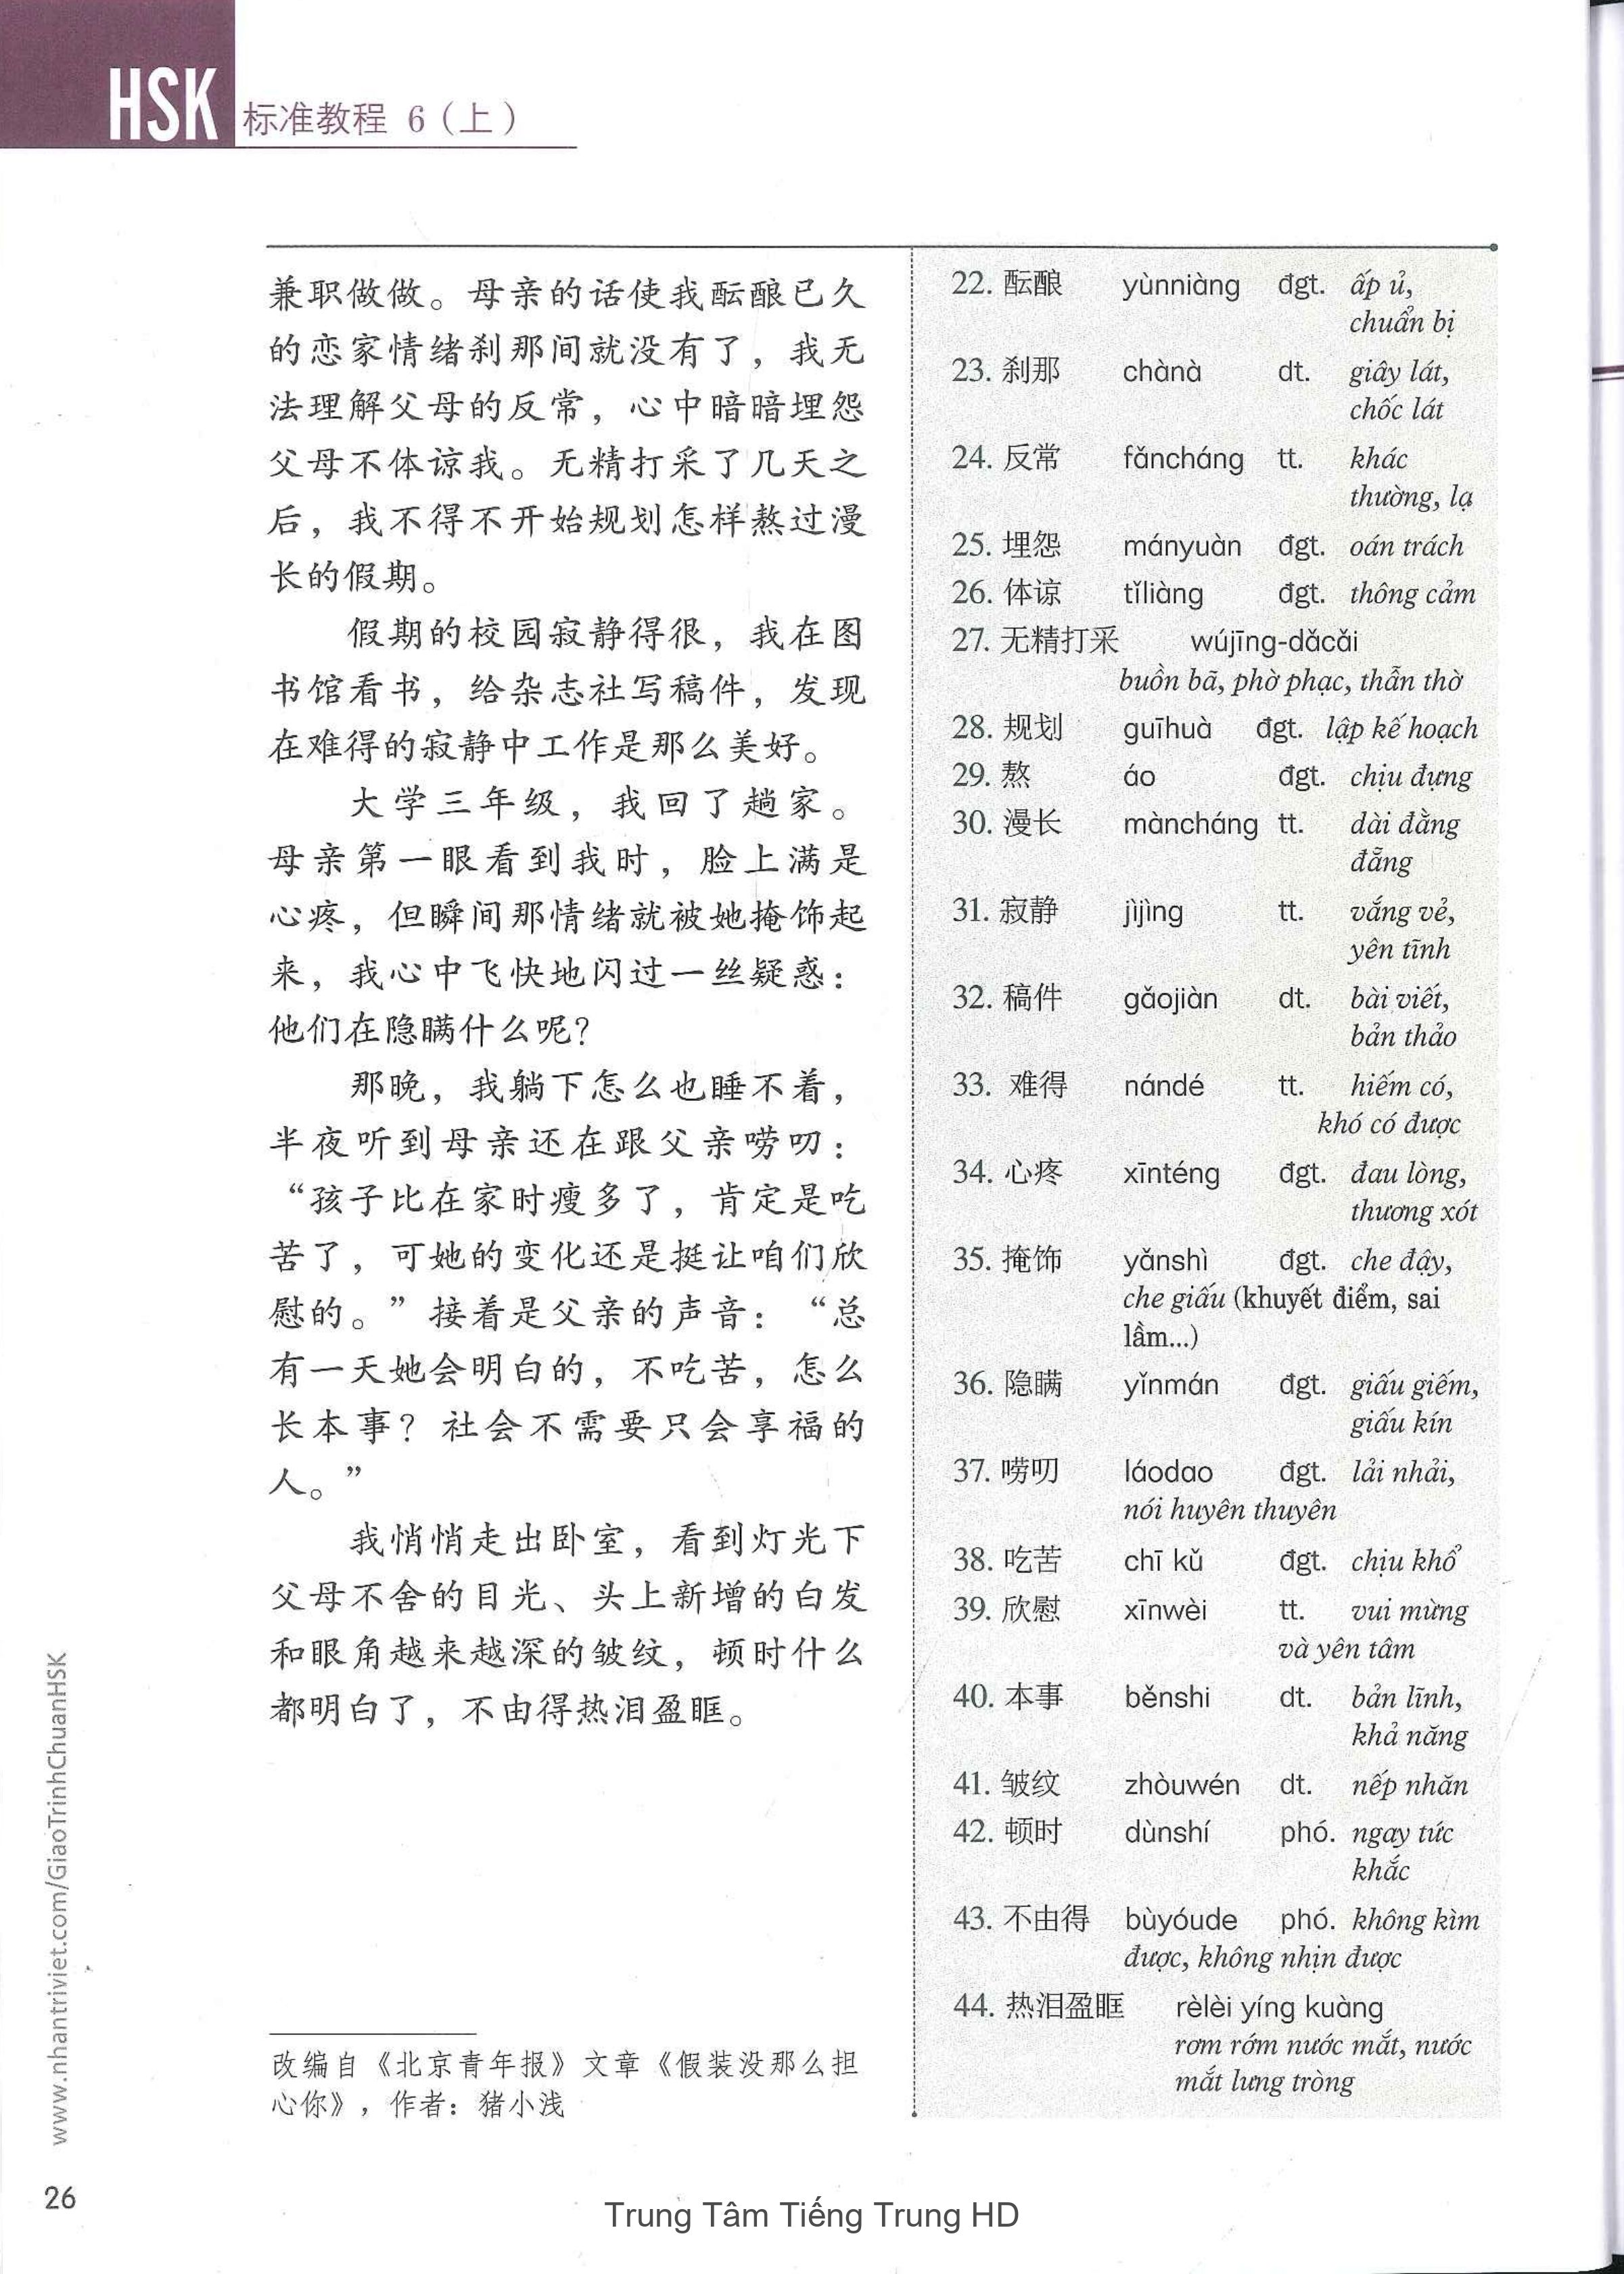 HSK 标准教程 6（上）
兼职做做。母亲的话使我酝酿已久
的恋家情绪刹那间就没有了，我无
法理解父母的反常，心中暗暗埋怨
父母不体谅我。无精打采了几天之
后，我不得不开始规划怎样熬过漫
长的假期。
假期的校园寂静得很，我在图
书馆看书，给杂志社写稿件，发现
在难得的寂静中工作是那么美好。
大学三年级，我回了趟家。
母亲第一眼看到我时，脸上满是
心疼，但瞬间那情绪就被她掩饰起
来，我心中飞快地闪过一丝疑惑：
他们在隐瞒什么呢？
那晚，我躺下怎么也睡不着，
半夜听到母亲还在跟父亲唠叨：
“孩子比在家时瘦多了，肯定是吃
苦了，可她的变化还是挺让咱们欣
慰的。”接着是父亲的声音：“总
有一天她会明白的，不吃苦，怎么
长本事？社会不需要只会享福的
人。”
我悄悄走出卧室，看到灯光下
父母不舍的目光、头上新增的白发
和眼角越来越深的皱纹，顿时什么
都明白了，不由得热泪盈眶。
改编自《北京青年报》文章《假装没那么担
心你》，作者：猪小浅
22. 酝酿 yùnniàng đgt. ấp ủ,
chuẩn bị
23. 刹那 chànà dt. giây lát,
chốc lát
24. 反常 fǎncháng tt. khác
thường, lạ
25. 埋怨 mányuàn đgt. oán trách
26. 体谅 tǐliàng đgt. thông cảm
27. 无精打采 wújīng-dǎcǎi
buồn bã, phờ phạc, thẫn thờ
28. 规划 guīhuà đgt. lập kế hoạch
29. 熬 áo đgt. chịu đựng
30. 漫长 màncháng tt. dài đằng
đẵng
31. 寂静 jìjìng tt. vắng vẻ,
yên tĩnh
32. 稿件 gǎojiàn dt. bài viết,
bản thảo
33. 难得 nándé tt. hiếm có,
khó có được
34. 心疼 xīnténg đgt. đau lòng,
thương xót
35. 掩饰 yǎnshì đgt. che đậy,
che giấu (khuyết điểm, sai
lầm...)
36. 隐瞒 yǐnmán đgt. giấu giếm,
giấu kín
37. 唠叨 láodao đgt. lải nhải,
nói huyên thuyên
38. 吃苦 chī kǔ đgt. chịu khổ
39. 欣慰 xīnwèi tt. vui mừng
và yên tâm
40. 本事 běnshi dt. bản lĩnh,
khả năng
41. 皱纹 zhòuwén dt. nếp nhăn
42. 顿时 dùnshí phó. ngay tức
khắc
43. 不由得 bùyóude phó. không kìm
được, không nhịn được
44. 热泪盈眶 rèlèi yíng kuàng
rơm rớm nước mắt, nước
mắt lưng tròng
www.nhantriviet.com/GiaoTrinhChuanHSK
26
Trung Tâm Tiếng Trung HD